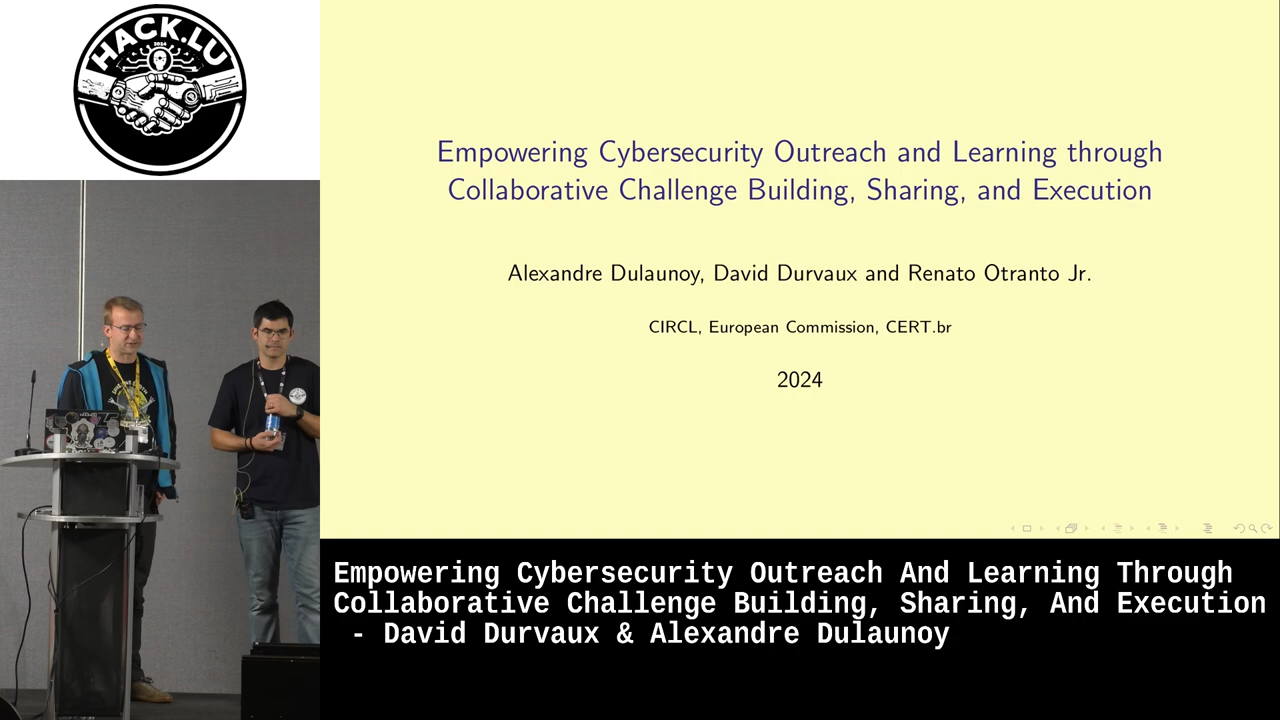 HACK.LU
2024
Empowering Cybersecurity Outreach and Learning through
Collaborative Challenge Building, Sharing, and Execution
Alexandre Dulaunoy, David Durvaux and Renato Otranto Jr.
CIRCL, European Commission, CERT.br
2024
Empowering Cybersecurity Outreach And Learning Through
Collaborative Challenge Building, Sharing, And Execution
- David Durvaux & Alexandre Dulaunoy